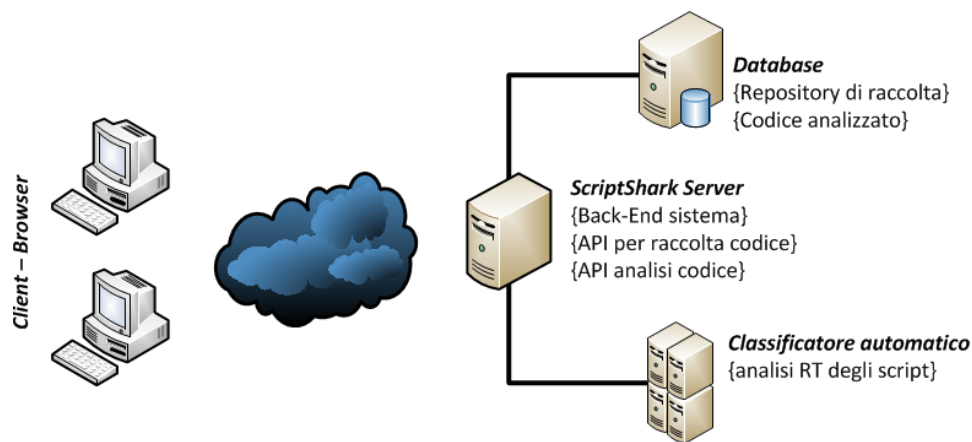 Client – Browser
Database
{Repository di raccolta}
{Codice analizzato}
ScriptShark Server
{Back-End sistema}
{API per raccolta codice}
{API analisi codice}
Classificatore automatico
{analisi RT degli script}